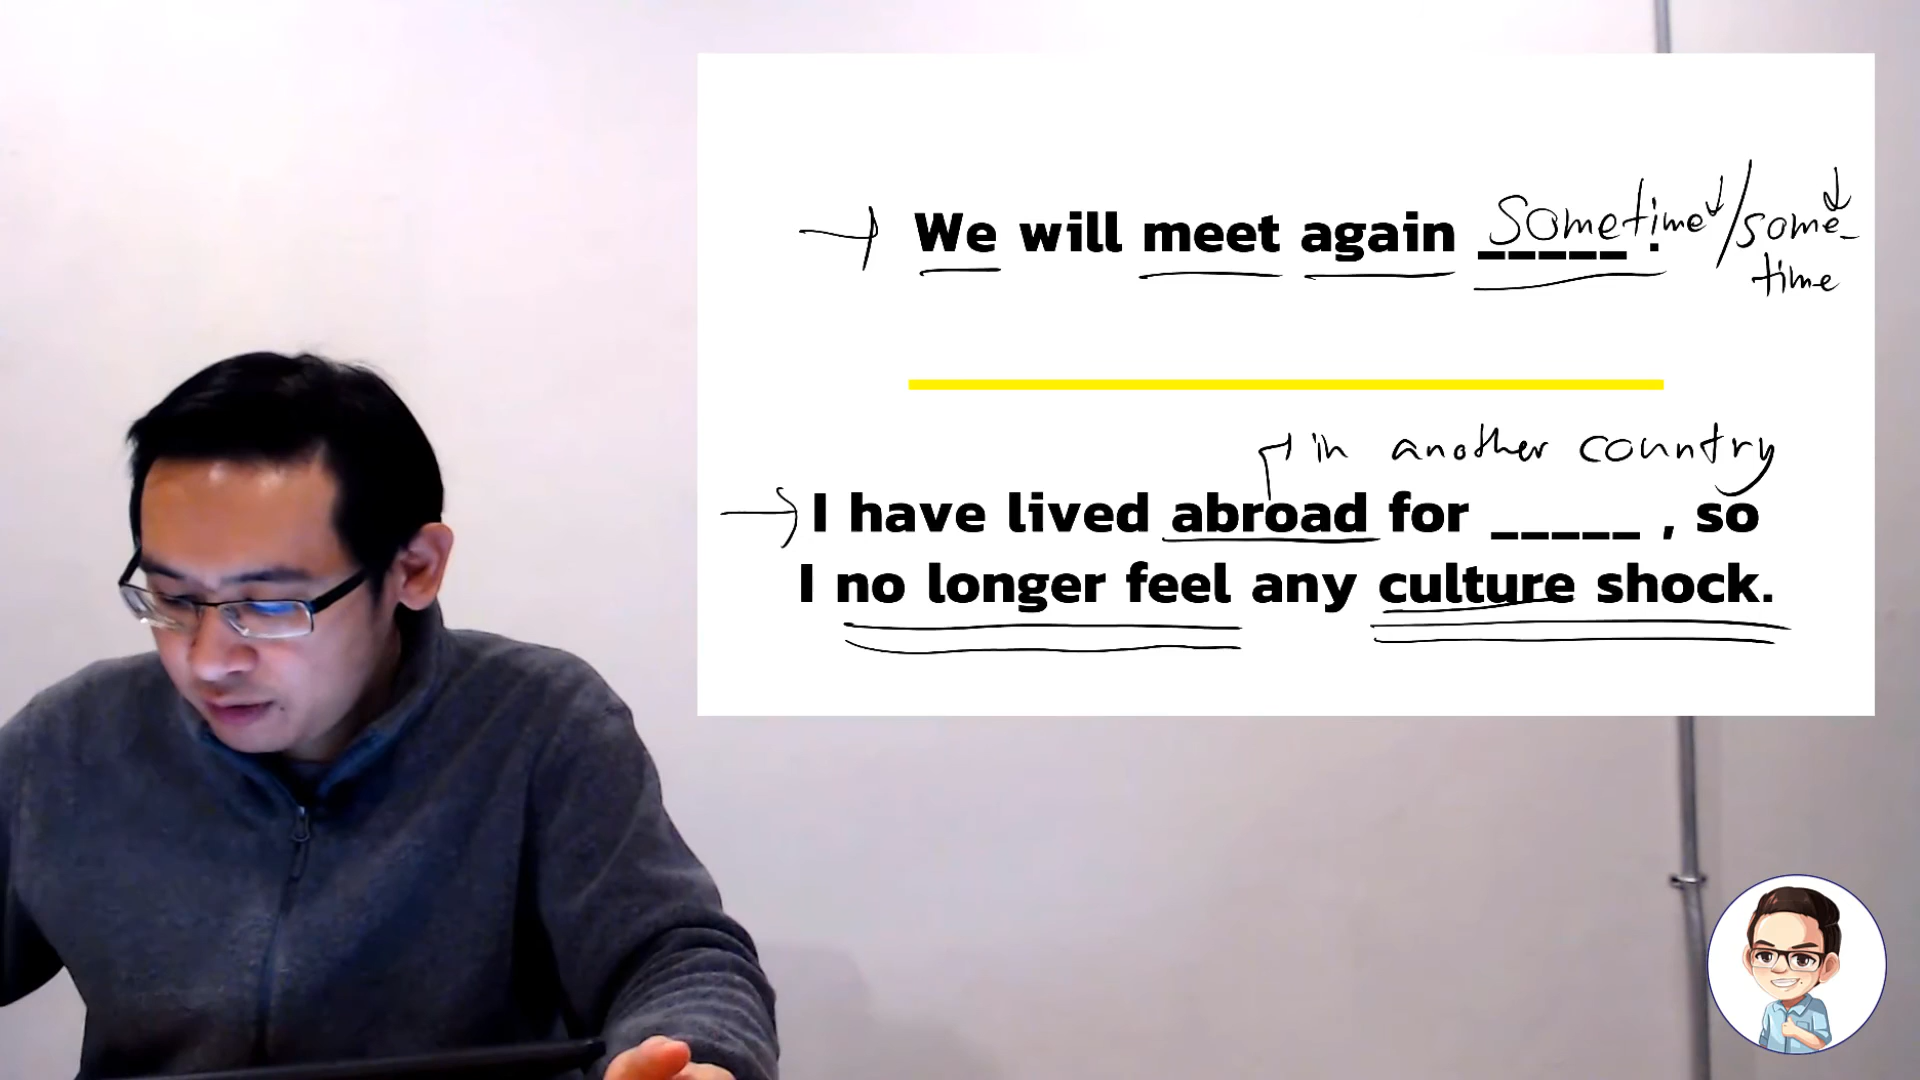 We will meet again _____ . Sometime / some-
time
in another country
I have lived abroad for _____ , so
I no longer feel any culture shock.